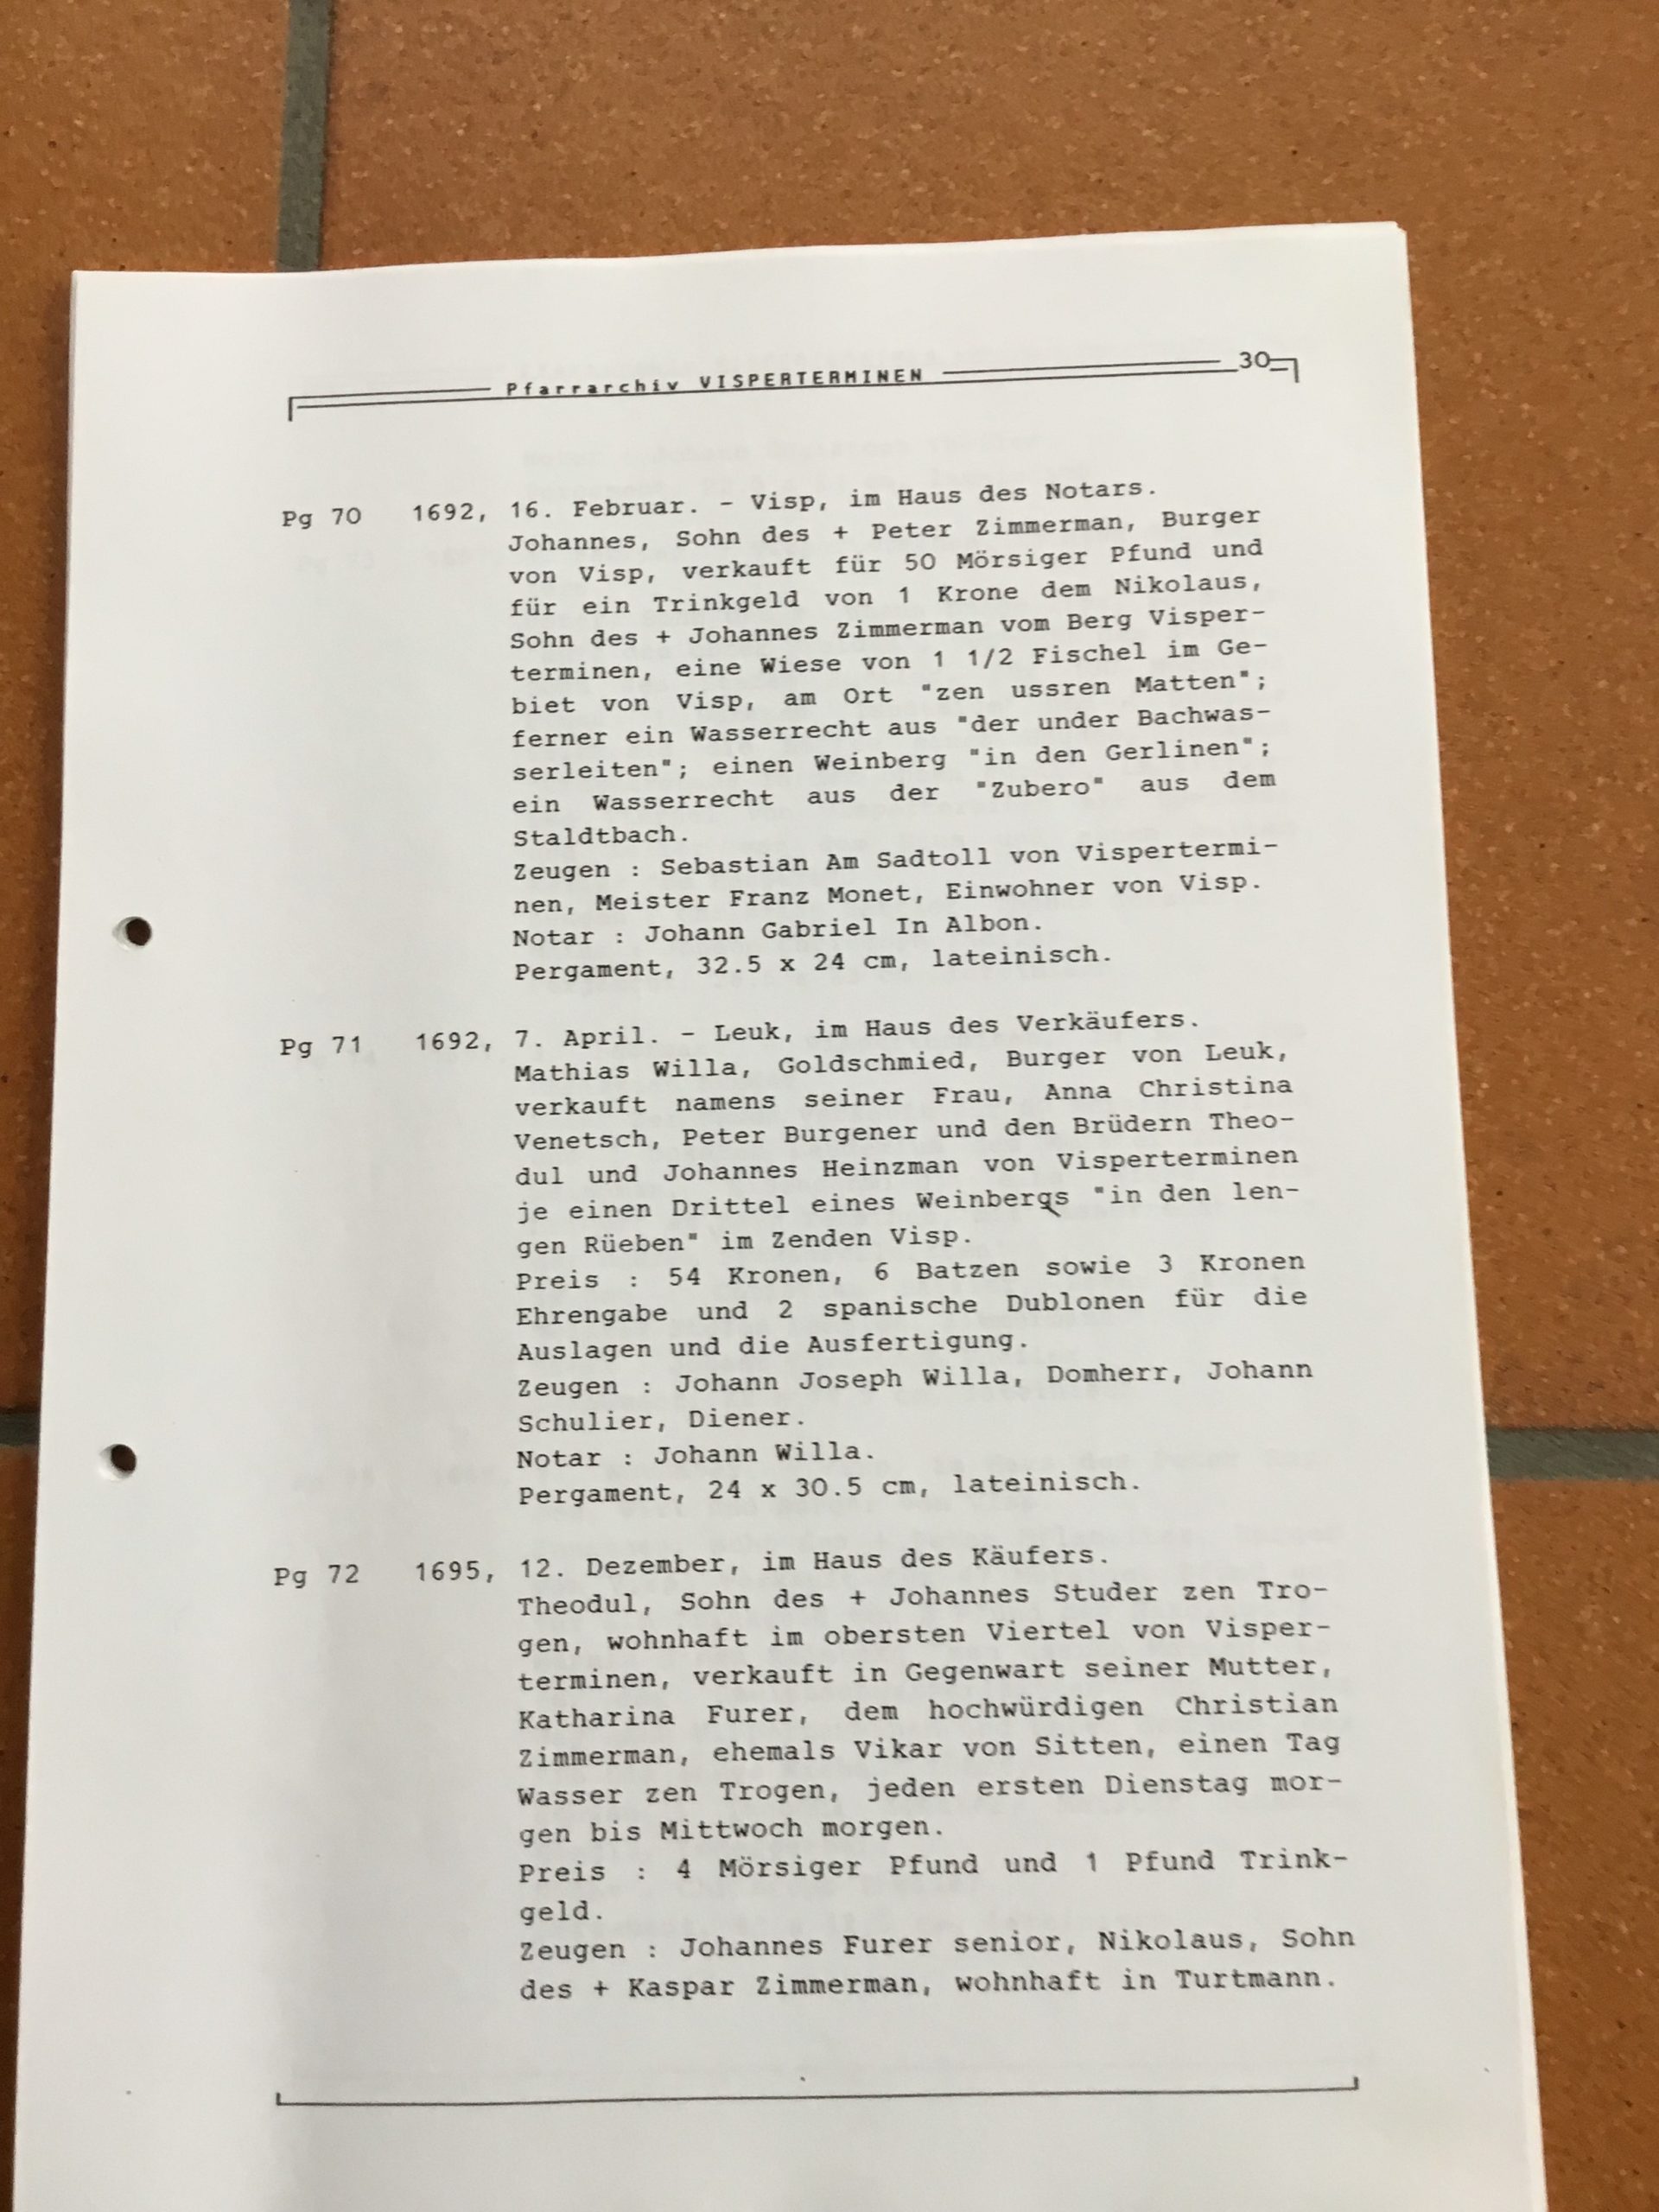 Pfarrarchiv VISPERTERMINEN 30
Pg 70 1692, 16. Februar. - Visp, im Haus des Notars.
Johannes, Sohn des + Peter Zimmerman, Burger
von Visp, verkauft für 50 Mörsiger Pfund und
für ein Trinkgeld von 1 Krone dem Nikolaus,
Sohn des + Johannes Zimmerman vom Berg Visper-
terminen, eine Wiese von 1 1/2 Fischel im Ge-
biet von Visp, am Ort "zen ussren Matten";
ferner ein Wasserrecht aus "der under Bachwas-
serleiten"; einen Weinberg "in den Gerlinen";
ein Wasserrecht aus der "Zubero" aus dem
Staldtbach.
Zeugen : Sebastian Am Sadtoll von Vispertermi-
nen, Meister Franz Monet, Einwohner von Visp.
Notar : Johann Gabriel In Albon.
Pergament, 32.5 x 24 cm, lateinisch.
Pg 71 1692, 7. April. - Leuk, im Haus des Verkäufers.
Mathias Willa, Goldschmied, Burger von Leuk,
verkauft namens seiner Frau, Anna Christina
Venetsch, Peter Burgener und den Brüdern Theo-
dul und Johannes Heinzman von Visperterminen
je einen Drittel eines Weinbergs "in den len-
gen Rüeben" im Zenden Visp.
Preis : 54 Kronen, 6 Batzen sowie 3 Kronen
Ehrengabe und 2 spanische Dublonen für die
Auslagen und die Ausfertigung.
Zeugen : Johann Joseph Willa, Domherr, Johann
Schulier, Diener.
Notar : Johann Willa.
Pergament, 24 x 30.5 cm, lateinisch.
Pg 72 1695, 12. Dezember, im Haus des Käufers.
Theodul, Sohn des + Johannes Studer zen Tro-
gen, wohnhaft im obersten Viertel von Visper-
terminen, verkauft in Gegenwart seiner Mutter,
Katharina Furer, dem hochwürdigen Christian
Zimmerman, ehemals Vikar von Sitten, einen Tag
Wasser zen Trogen, jeden ersten Dienstag mor-
gen bis Mittwoch morgen.
Preis : 4 Mörsiger Pfund und 1 Pfund Trink-
geld.
Zeugen : Johannes Furer senior, Nikolaus, Sohn
des + Kaspar Zimmerman, wohnhaft in Turtmann.